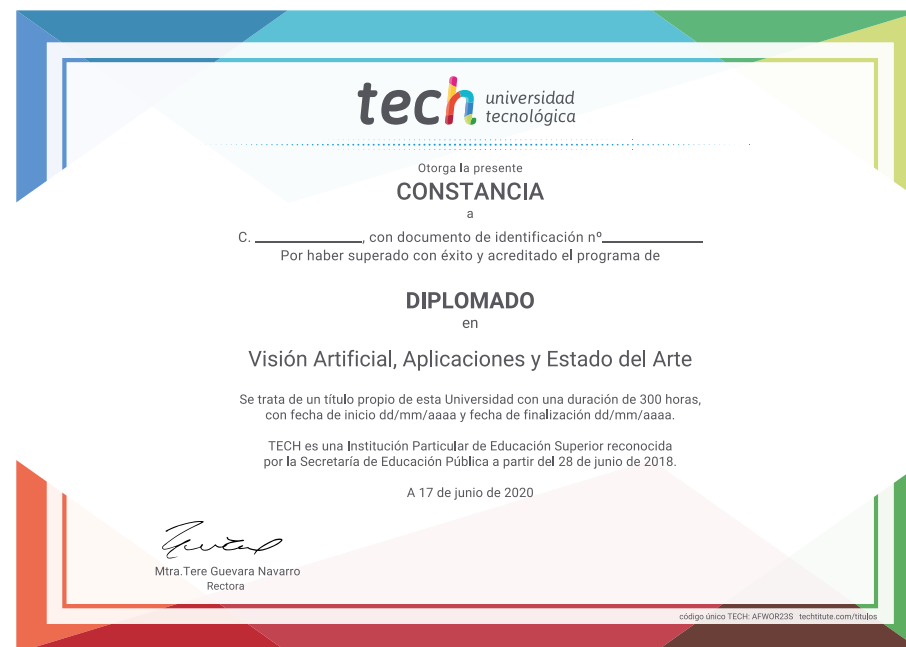 tech universidad
tecnológica
Otorga la presente
CONSTANCIA
a
C. ____________, con documento de identificación nº____________
Por haber superado con éxito y acreditado el programa de
DIPLOMADO
en
Visión Artificial, Aplicaciones y Estado del Arte
Se trata de un título propio de esta Universidad con una duración de 300 horas,
con fecha de inicio dd/mm/aaaa y fecha de finalización dd/mm/aaaa.
TECH es una Institución Particular de Educación Superior reconocida
por la Secretaría de Educación Pública a partir del 28 de junio de 2018.
A 17 de junio de 2020
Mtra.Tere Guevara Navarro
Rectora
código único TECH: AFWOR23S techtitute.com/titulos